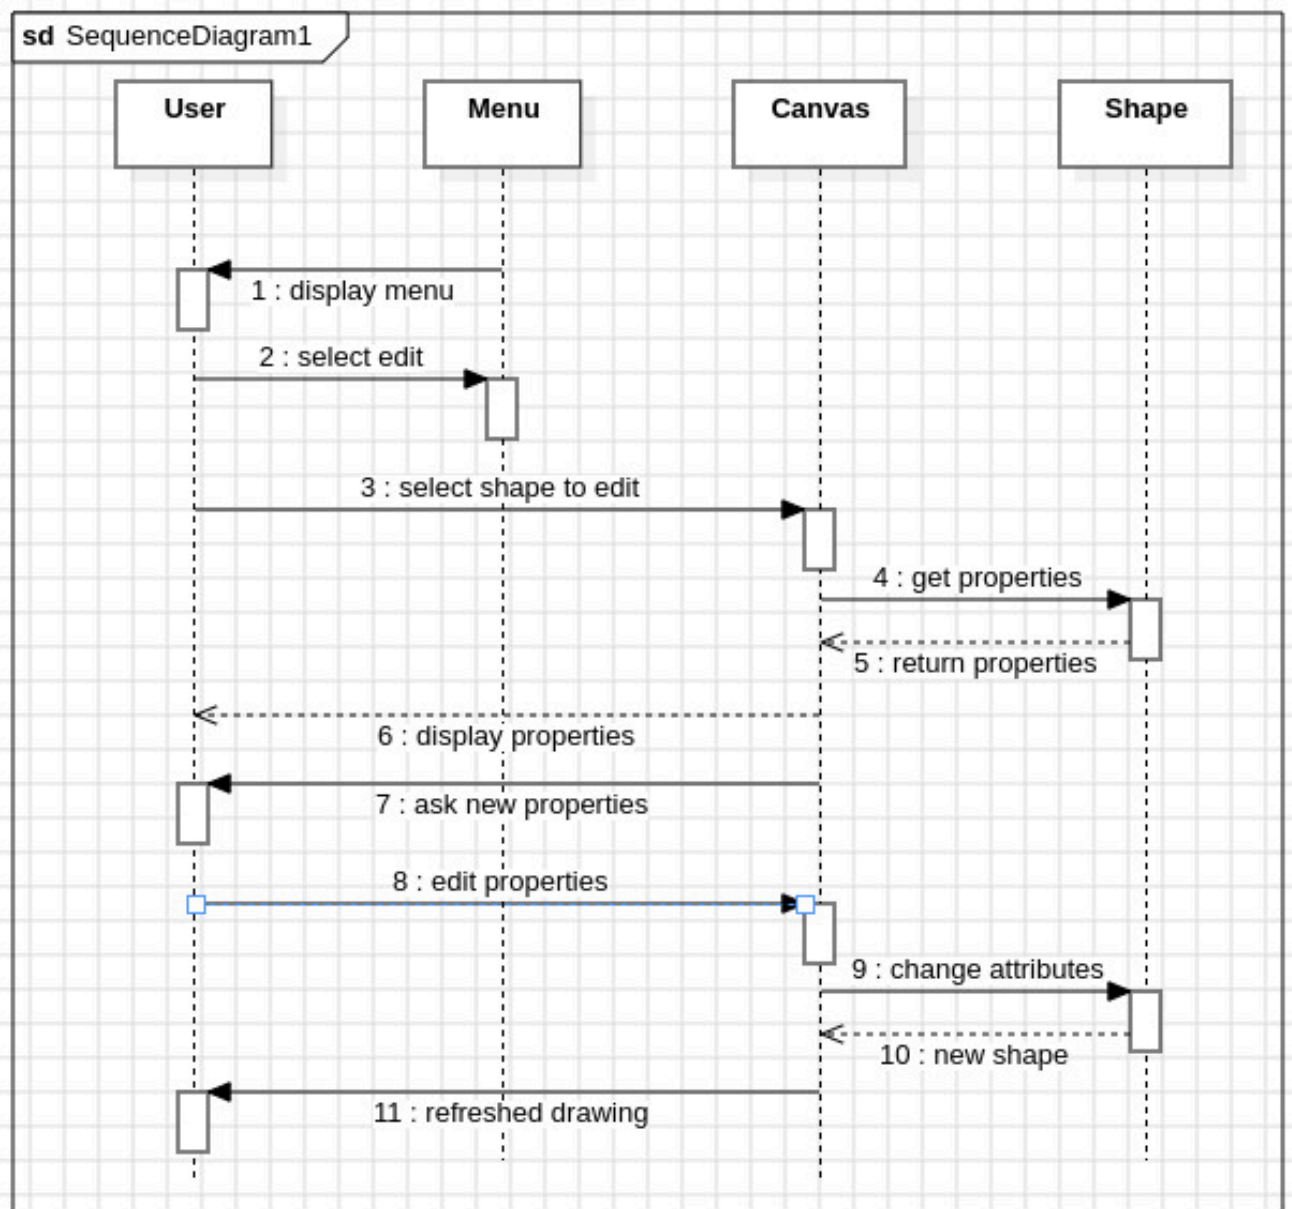 sd SequenceDiagram1
User
Menu
Canvas
Shape
1 : display menu
2 : select edit
3 : select shape to edit
4 : get properties
5 : return properties
6 : display properties
7 : ask new properties
8 : edit properties
9 : change attributes
10 : new shape
11 : refreshed drawing